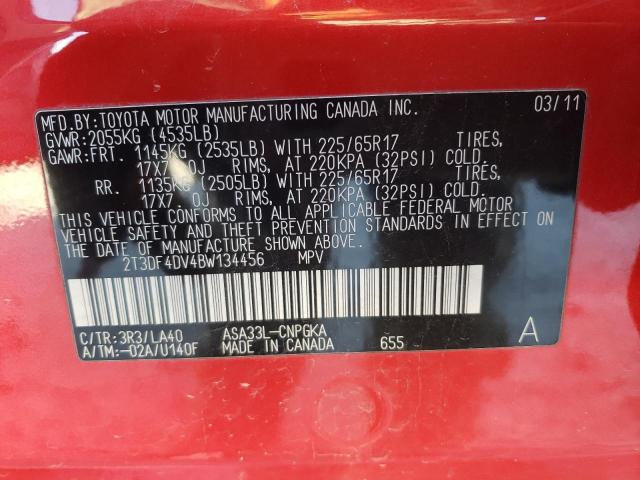 MFD.BY:TOYOTA MOTOR MANUFACTURING CANADA INC. 03/11
GVWR:2055KG (4535LB)
GAWR:FRT. 1145KG (2535LB) WITH 225/65R17 TIRES,
17X7.0J RIMS, AT 220KPA (32PSI) COLD.
RR. 1135KG (2505LB) WITH 225/65R17 TIRES,
17X7.0J RIMS, AT 220KPA (32PSI) COLD.
THIS VEHICLE CONFORMS TO ALL APPLICABLE FEDERAL MOTOR
VEHICLE SAFETY AND THEFT PREVENTION STANDARDS IN EFFECT ON
THE DATE OF MANUFACTURE SHOWN ABOVE.
2T3DF4DV4BW134456 MPV
C/TR:3R3/LA40 ASA33L-CNPGKA
A/TM:-02A/U140F MADE IN CANADA 655 A